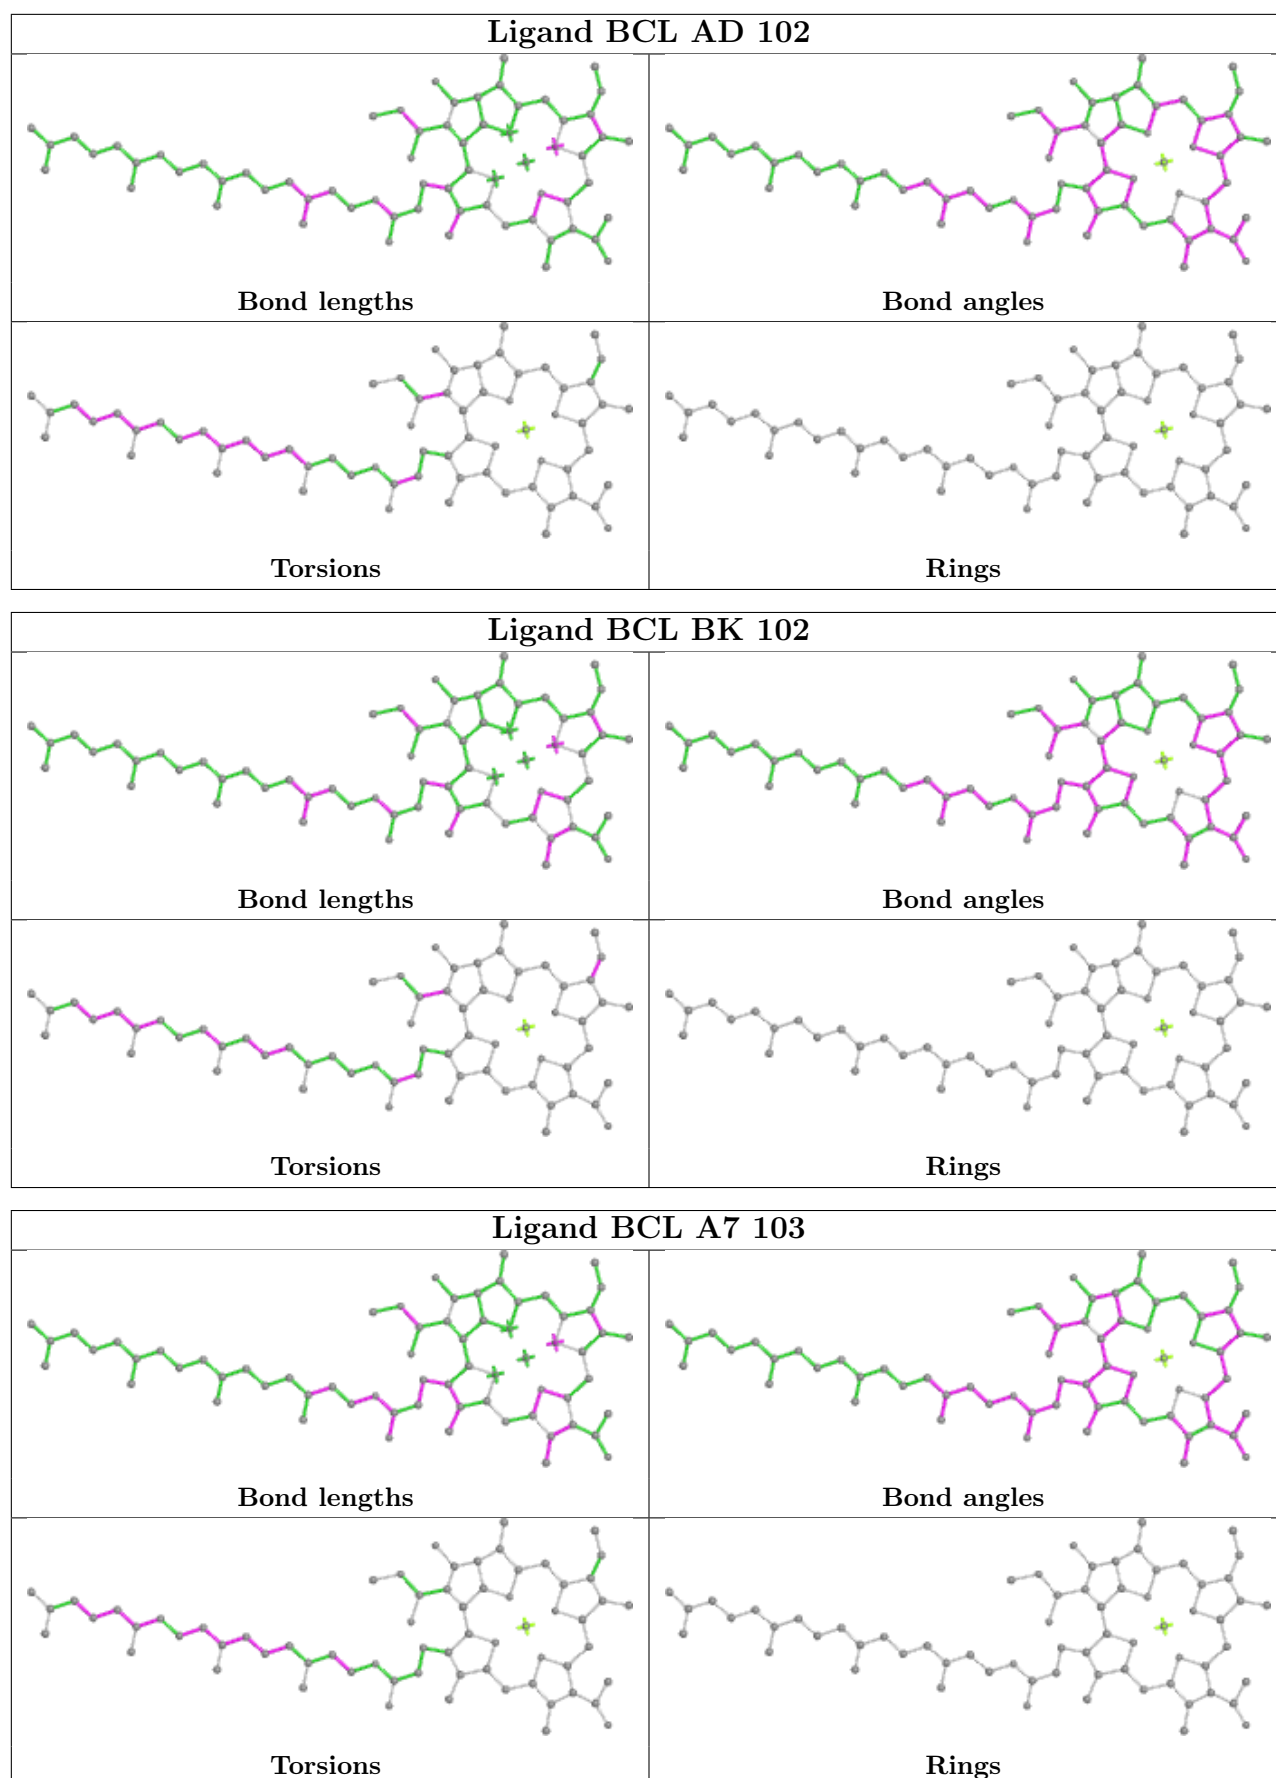 Ligand BCL AD 102
Bond lengths
Bond angles
Torsions
Rings
Ligand BCL BK 102
Bond lengths
Bond angles
Torsions
Rings
Ligand BCL A7 103
Bond lengths
Bond angles
Torsions
Rings